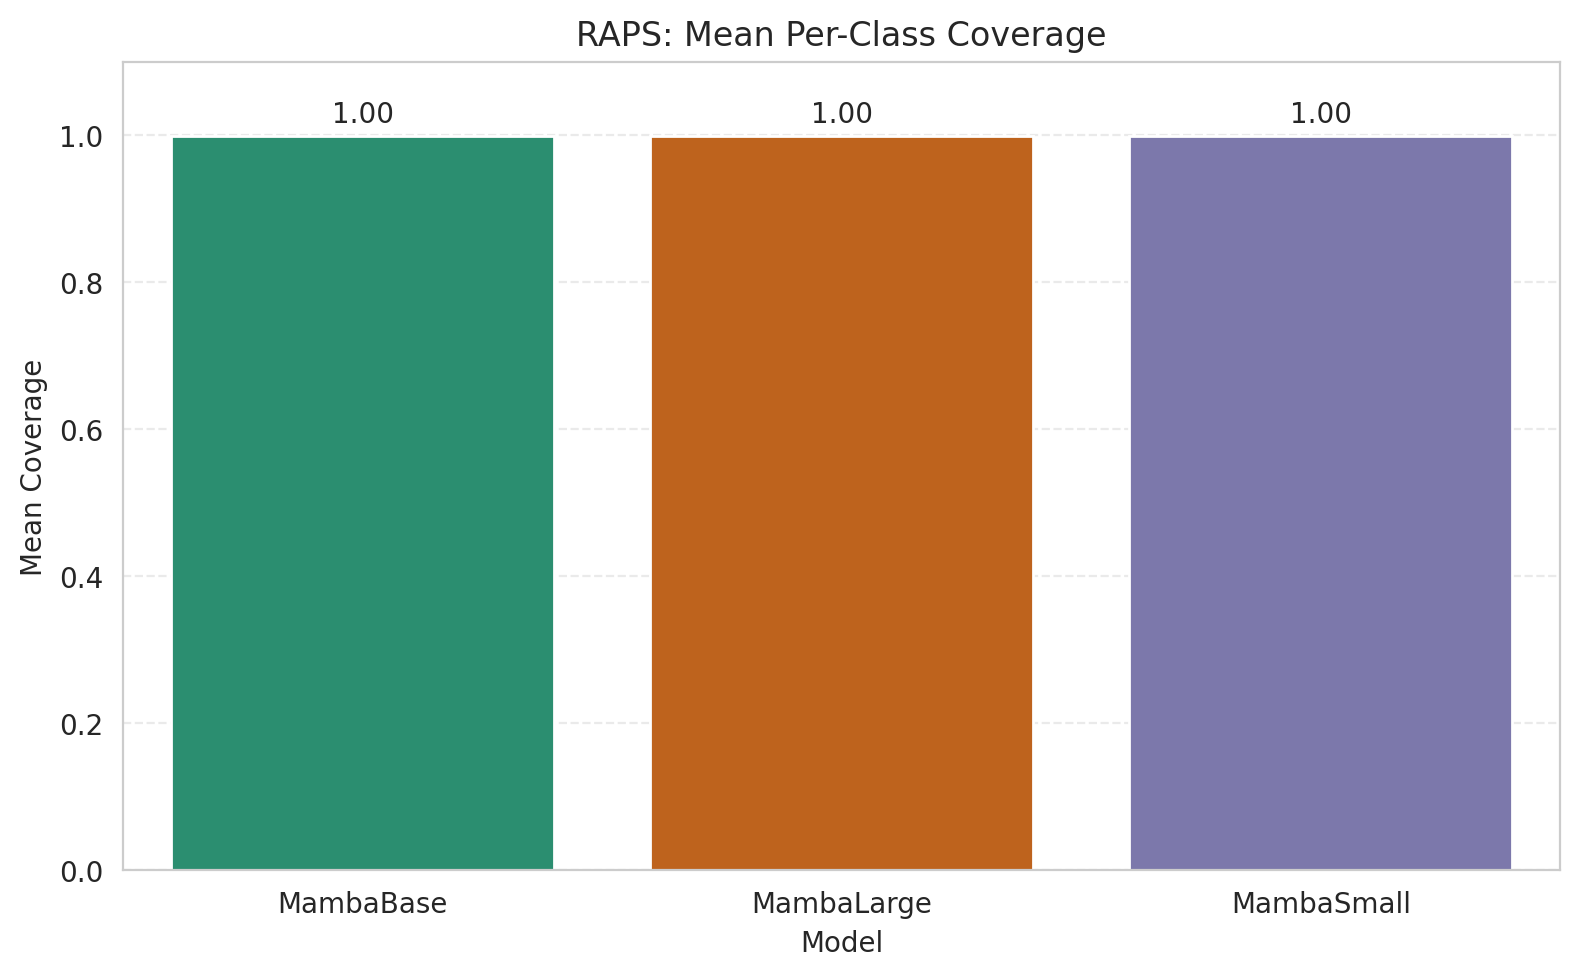 RAPS: Mean Per-Class Coverage
1.00 1.00 1.00
1.0
0.8
0.6
0.4
0.2
0.0
Mean Coverage
MambaBase MambaLarge MambaSmall
Model